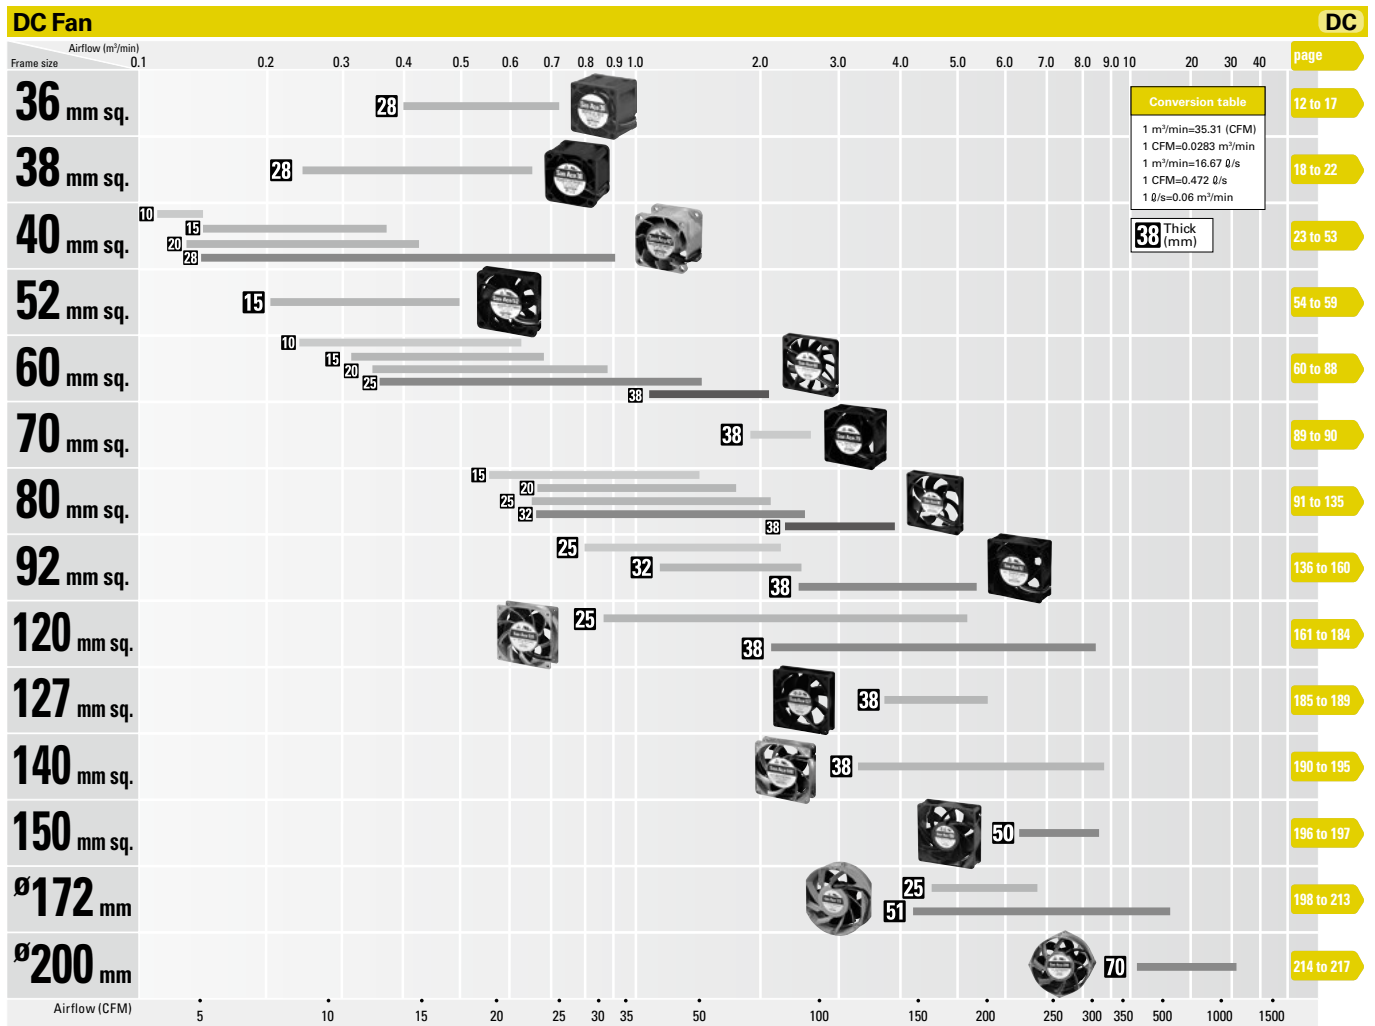 DC Fan
DC
Airflow (m³/min)
Frame size
0.1 0.2 0.3 0.4 0.5 0.6 0.7 0.8 0.9 1.0 2.0 3.0 4.0 5.0 6.0 7.0 8.0 9.0 10 20 30 40
page
36 mm sq.
28
12 to 17
Conversion table
1 m³/min=35.31 (CFM)
1 CFM=0.0283 m³/min
1 m³/min=16.67 ℓ/s
1 CFM=0.472 ℓ/s
1 ℓ/s=0.06 m³/min
38 Thick
(mm)
38 mm sq.
28
18 to 22
40 mm sq.
10
15
20
28
23 to 53
52 mm sq.
15
54 to 59
60 mm sq.
10
15
20
25
38
60 to 88
70 mm sq.
38
89 to 90
80 mm sq.
15
20
25
32
38
91 to 135
92 mm sq.
25
32
38
136 to 160
120 mm sq.
25
38
161 to 184
127 mm sq.
38
185 to 189
140 mm sq.
38
190 to 195
150 mm sq.
50
196 to 197
ø172 mm
25
51
198 to 213
ø200 mm
70
214 to 217
Airflow (CFM)
5 10 15 20 25 30 35 50 100 150 200 250 300 350 500 1000 1500